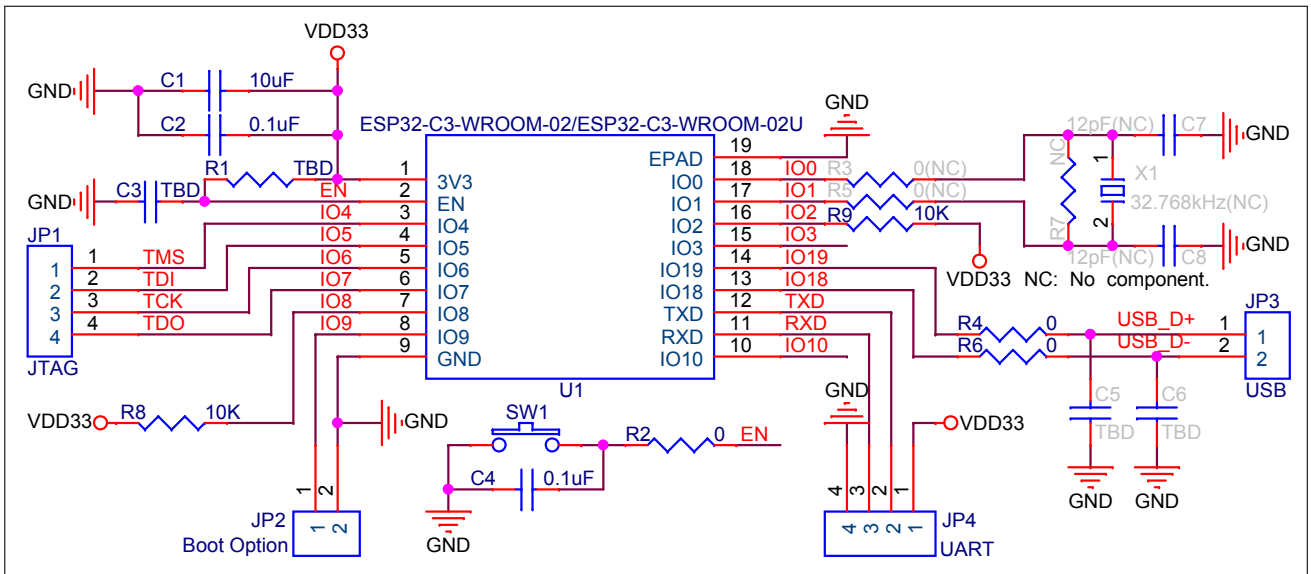 VDD33
GND
C1 10uF
C2 0.1uF
ESP32-C3-WROOM-02/ESP32-C3-WROOM-02U
GND
12pF(NC) C7
GND
R1 TBD
C3 TBD
GND
EN
JP1
1 TMS
2 TDI
3 TCK
4 TDO
1
2
3
4
JTAG
IO4
IO5
IO6
IO7
IO8
IO9
1 3V3
2 EN
3 IO4
4 IO5
5 IO6
6 IO7
7 IO8
8 IO9
9 GND
EPAD 19
IO0 18 IO0 R3 0(NC)
IO1 17 IO1 R5 0(NC)
IO2 16 IO2 R9 10K
IO3 15 IO3
IO19 14 IO19
IO18 13 IO18
TXD 12 TXD
RXD 11 RXD
IO10 10 IO10
U1
NC
R7
1
X1
32.768kHz(NC)
2
12pF(NC) C8
GND
VDD33
NC: No component.
JP3
R4 0 USB_D+ 1
R6 0 USB_D- 2
1
2
USB
C5
TBD
GND
C6
TBD
GND
VDD33 R8 10K
GND
1 2
1 2
JP2
Boot Option
SW1
R2 0 EN
C4 0.1uF
GND
GND
VDD33
4 3 2 1
4 3 2 1
JP4
UART